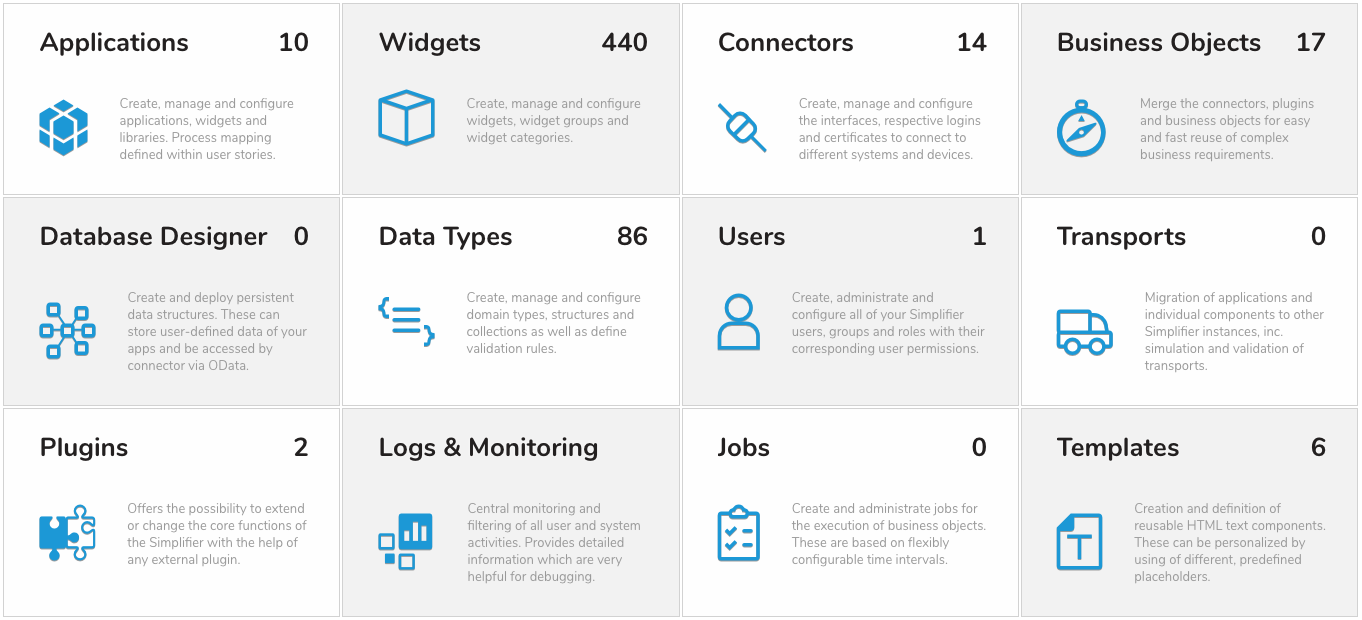 Applications 10
Create, manage and configure
applications, widgets and
libraries. Process mapping
defined within user stories.
Widgets 440
Create, manage and configure
widgets, widget groups and
widget categories.
Connectors 14
Create, manage and configure
the interfaces, respective logins
and certificates to connect to
different systems and devices.
Business Objects 17
Merge the connectors, plugins
and business objects for easy
and fast reuse of complex
business requirements.
Database Designer 0
Create and deploy persistent
data structures. These can
store user-defined data of your
apps and be accessed by
connector via OData.
Data Types 86
Create, manage and configure
domain types, structures and
collections as well as define
validation rules.
Users 1
Create, administrate and
configure all of your Simplifier
users, groups and roles with their
corresponding user permissions.
Transports 0
Migration of applications and
individual components to other
Simplifier instances, inc.
simulation and validation of
transports.
Plugins 2
Offers the possibility to extend
or change the core functions of
the Simplifier with the help of
any external plugin.
Logs & Monitoring
Central monitoring and
filtering of all user and system
activities. Provides detailed
information which are very
helpful for debugging.
Jobs 0
Create and administrate jobs for
the execution of business objects.
These are based on flexibly
configurable time intervals.
Templates 6
T
Creation and definition of
reusable HTML text components.
These can be personalized by
using of different, predefined
placeholders.